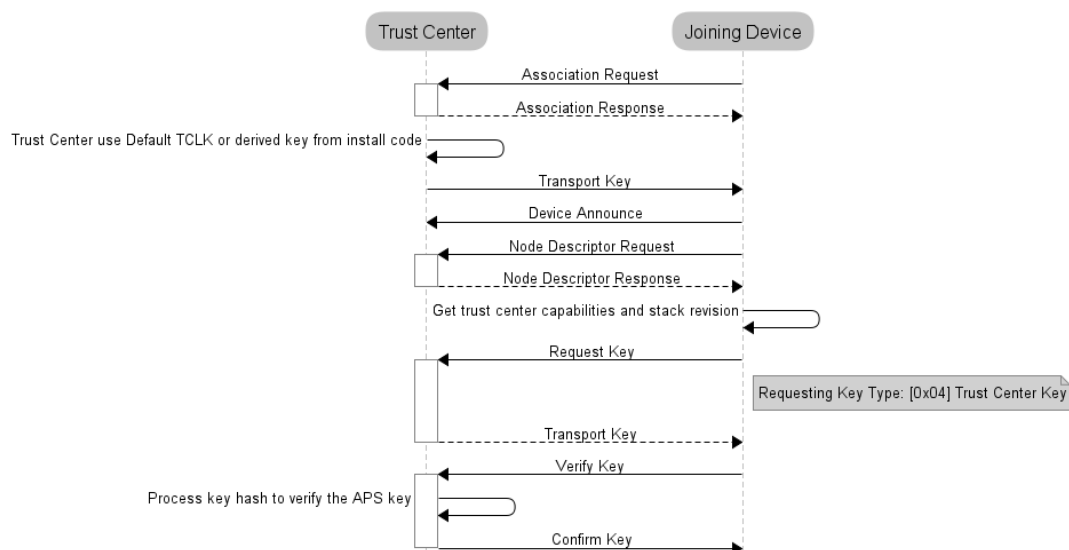 Trust Center
Joining Device
Association Request
Association Response
Trust Center use Default TCLK or derived key from install code
Transport Key
Device Announce
Node Descriptor Request
Node Descriptor Response
Get trust center capabilities and stack revision
Request Key
Requesting Key Type: [0x04] Trust Center Key
Transport Key
Verify Key
Process key hash to verify the APS key
Confirm Key